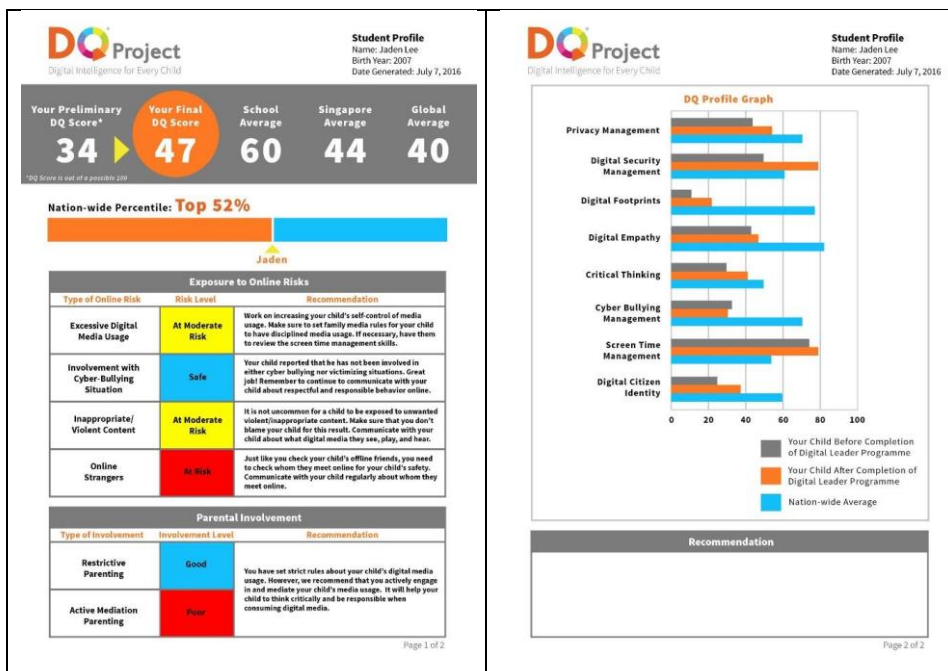 DQ Project
Digital Intelligence for Every Child
Student Profile
Name: Jaden Lee
Birth Year: 2007
Date Generated: July 7, 2016
Your Preliminary
DQ Score*
34
Your Final
DQ Score
47
School
Average
60
Singapore
Average
44
Global
Average
40
*DQ Score is out of a possible 100
Nation-wide Percentile: Top 52%
Jaden
Exposure to Online Risks
Type of Online Risk Risk Level Recommendation
Excessive Digital
Media Usage
At Moderate
Risk
Work on increasing your child's self-control of media
usage. Make sure to set family media rules for your child
to have disciplined media usage. If necessary, have them
to review the screen time management skills.
Involvement with
Cyber-Bullying
Situation
Safe
Your child reported that he has not been involved in
either cyber bullying nor victimizing situations. Great
job! Remember to continue to communicate with your
child about respectful and responsible behavior online.
Inappropriate/
Violent Content
At Moderate
Risk
It is not uncommon for a child to be exposed to unwanted
violent/inappropriate content. Make sure that you don't
blame your child for this result. Communicate with your
child about what digital media they see, play, and hear.
Online
Strangers
At Risk
Just like you check your child's offline friends, you need
to check whom they meet online for your child's safety.
Communicate with your child regularly about whom they
meet online.
Parental Involvement
Type of Involvement Involvement Level Recommendation
Restrictive
Parenting
Good
Active Mediation
Parenting
Poor
You have set strict rules about your child's digital media
usage. However, we recommend that you actively engage
in and mediate your child's media usage. It will help your
child to think critically and be responsible when
consuming digital media.
Page 1 of 2
DQ Project
Digital Intelligence for Every Child
Student Profile
Name: Jaden Lee
Birth Year: 2007
Date Generated: July 7, 2016
DQ Profile Graph
Privacy Management
Digital Security
Management
Digital Footprints
Digital Empathy
Critical Thinking
Cyber Bullying
Management
Screen Time
Management
Digital Citizen
Identity
0 20 40 60 80 100
Your Child Before Completion
of Digital Leader Programme
Your Child After Completion of
Digital Leader Programme
Nation-wide Average
Recommendation
Page 2 of 2